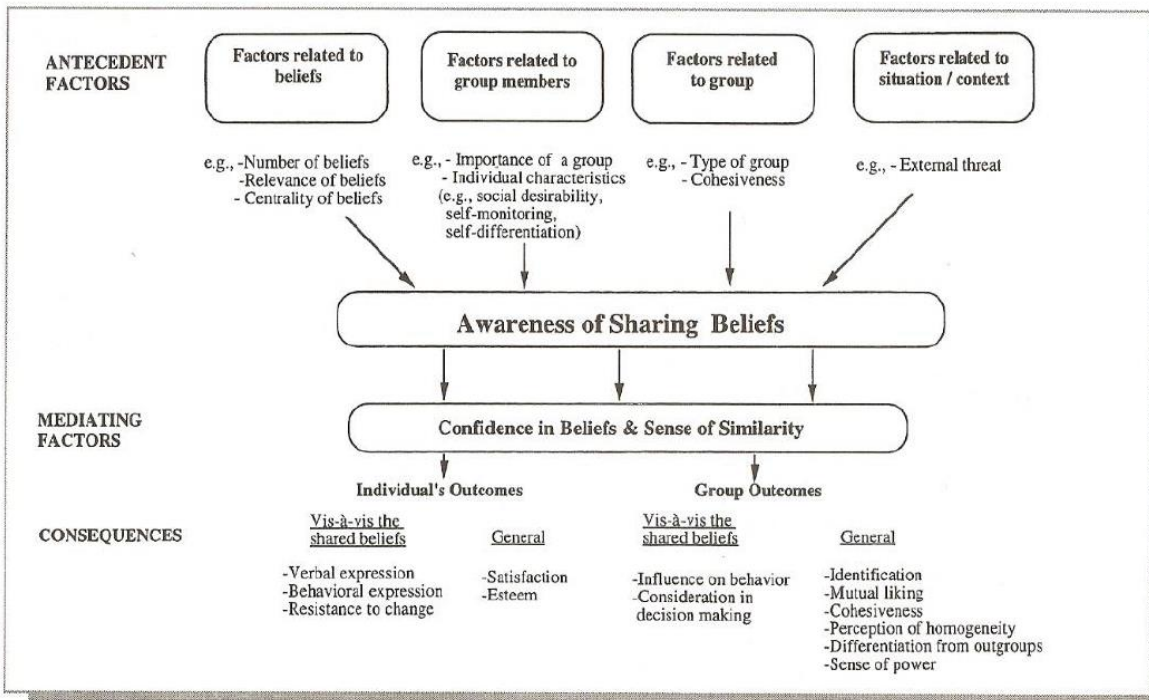 ANTECEDENT
FACTORS
Factors related to
beliefs
Factors related to
group members
Factors related
to group
Factors related to
situation / context
e.g., -Number of beliefs
-Relevance of beliefs
- Centrality of beliefs
e.g., - Importance of a group
- Individual characteristics
(e.g., social desirability,
self-monitoring,
self-differentiation)
e.g., - Type of group
- Cohesiveness
e.g., - External threat
Awareness of Sharing Beliefs
MEDIATING
FACTORS
Confidence in Beliefs & Sense of Similarity
Individual's Outcomes
Group Outcomes
CONSEQUENCES
Vis-à-vis the
shared beliefs
-Verbal expression
-Behavioral expression
-Resistance to change
General
-Satisfaction
-Esteem
Vis-à-vis the
shared beliefs
-Influence on behavior
-Consideration in
decision making
General
-Identification
-Mutual liking
-Cohesiveness
-Perception of homogeneity
-Differentiation from outgroups
-Sense of power